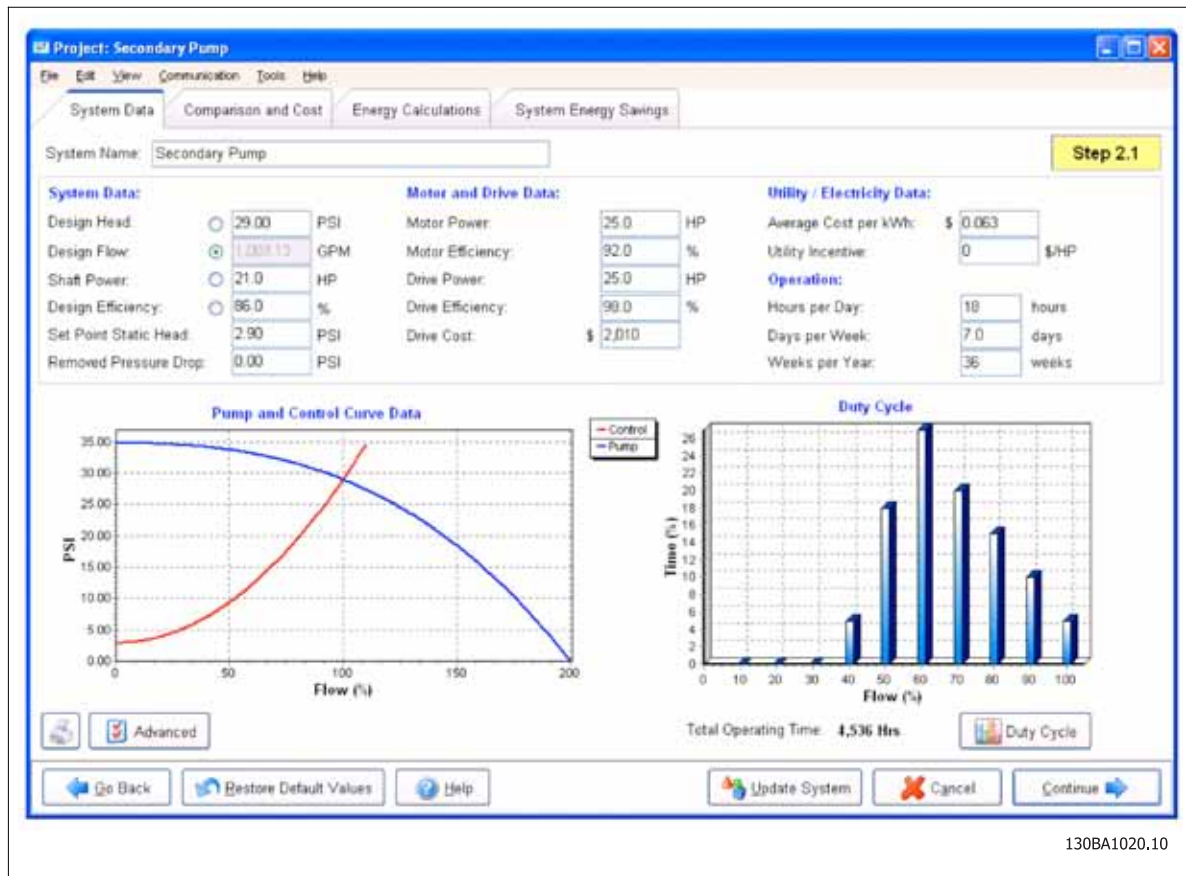 Project: Secondary Pump
File Edit View Communication Tools Help
System Data Comparison and Cost Energy Calculations System Energy Savings
System Name: Secondary Pump
Step 2.1
System Data:
Design Head: 29.00 PSI
Design Flow: GPM
Shaft Power: 21.0 HP
Design Efficiency: 86.0 %
Set Point Static Head: 2.90 PSI
Removed Pressure Drop: 0.00 PSI
Motor and Drive Data:
Motor Power: 25.0 HP
Motor Efficiency: 92.0 %
Drive Power: 25.0 HP
Drive Efficiency: 98.0 %
Drive Cost: $ 2,010
Utility / Electricity Data:
Average Cost per kWh: $ 0.063
Utility Incentive: 0 $/HP
Operation:
Hours per Day: 18 hours
Days per Week: 7.0 days
Weeks per Year: 36 weeks
Pump and Control Curve Data
Control
Pump
PSI
35.00
30.00
25.00
20.00
15.00
10.00
5.00
0.00
0 50 100 150 200
Flow (%)
Duty Cycle
Time (%)
26
24
22
20
18
16
14
12
10
8
6
4
2
0
0 10 20 30 40 50 60 70 80 90 100
Flow (%)
Advanced
Total Operating Time: 4,536 Hrs
Duty Cycle
Go Back Restore Default Values Help Update System Cancel Continue
130BA1020.10